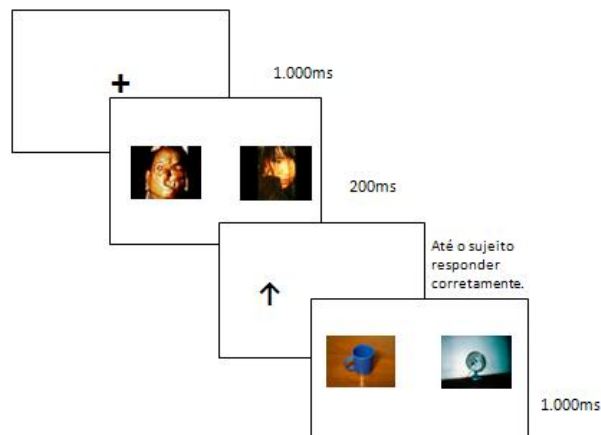 +
1.000ms
200ms
Até o sujeito
responder
corretamente.
↑
1.000ms